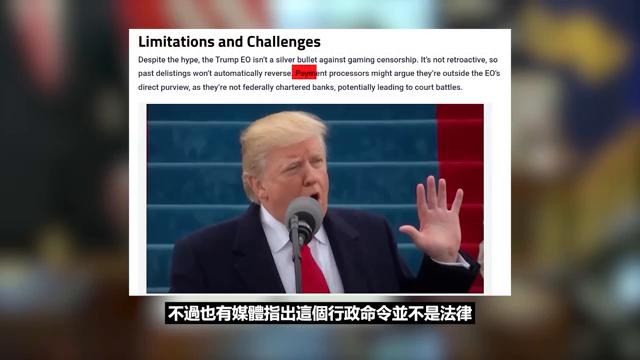 Limitations and Challenges
Despite the hype, the Trump EO isn't a silver bullet against gaming censorship. It's not retroactive, so
past delistings won't automatically reverse. Payment processors might argue they're outside the EO's
direct purview, as they're not federally chartered banks, potentially leading to court battles.
不過也有媒體指出這個行政命令並不是法律